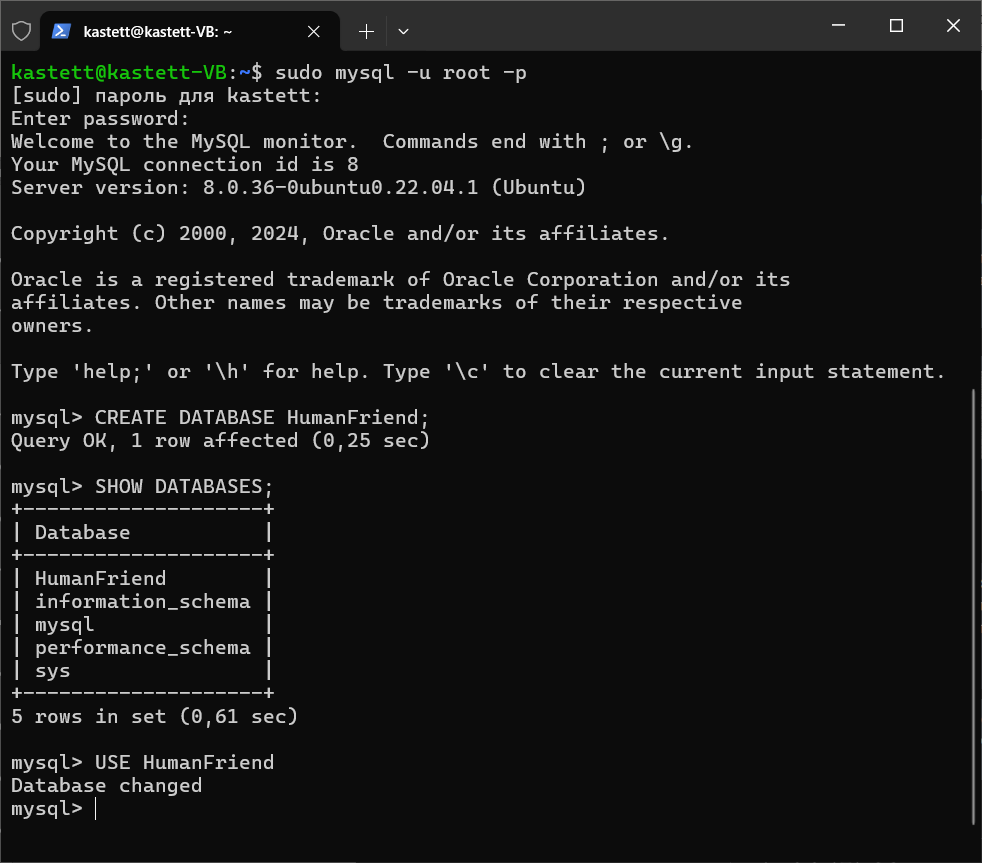 kastett@kastett-VB: ~
kastett@kastett-VB:~$ sudo mysql -u root -p
[sudo] пароль для kastett:
Enter password:
Welcome to the MySQL monitor.  Commands end with ; or \g.
Your MySQL connection id is 8
Server version: 8.0.36-0ubuntu0.22.04.1 (Ubuntu)

Copyright (c) 2000, 2024, Oracle and/or its affiliates.

Oracle is a registered trademark of Oracle Corporation and/or its
affiliates. Other names may be trademarks of their respective
owners.

Type 'help;' or '\h' for help. Type '\c' to clear the current input statement.

mysql> CREATE DATABASE HumanFriend;
Query OK, 1 row affected (0,25 sec)

mysql> SHOW DATABASES;
+--------------------+
| Database           |
+--------------------+
| HumanFriend        |
| information_schema |
| mysql              |
| performance_schema |
| sys                |
+--------------------+
5 rows in set (0,61 sec)

mysql> USE HumanFriend
Database changed
mysql>